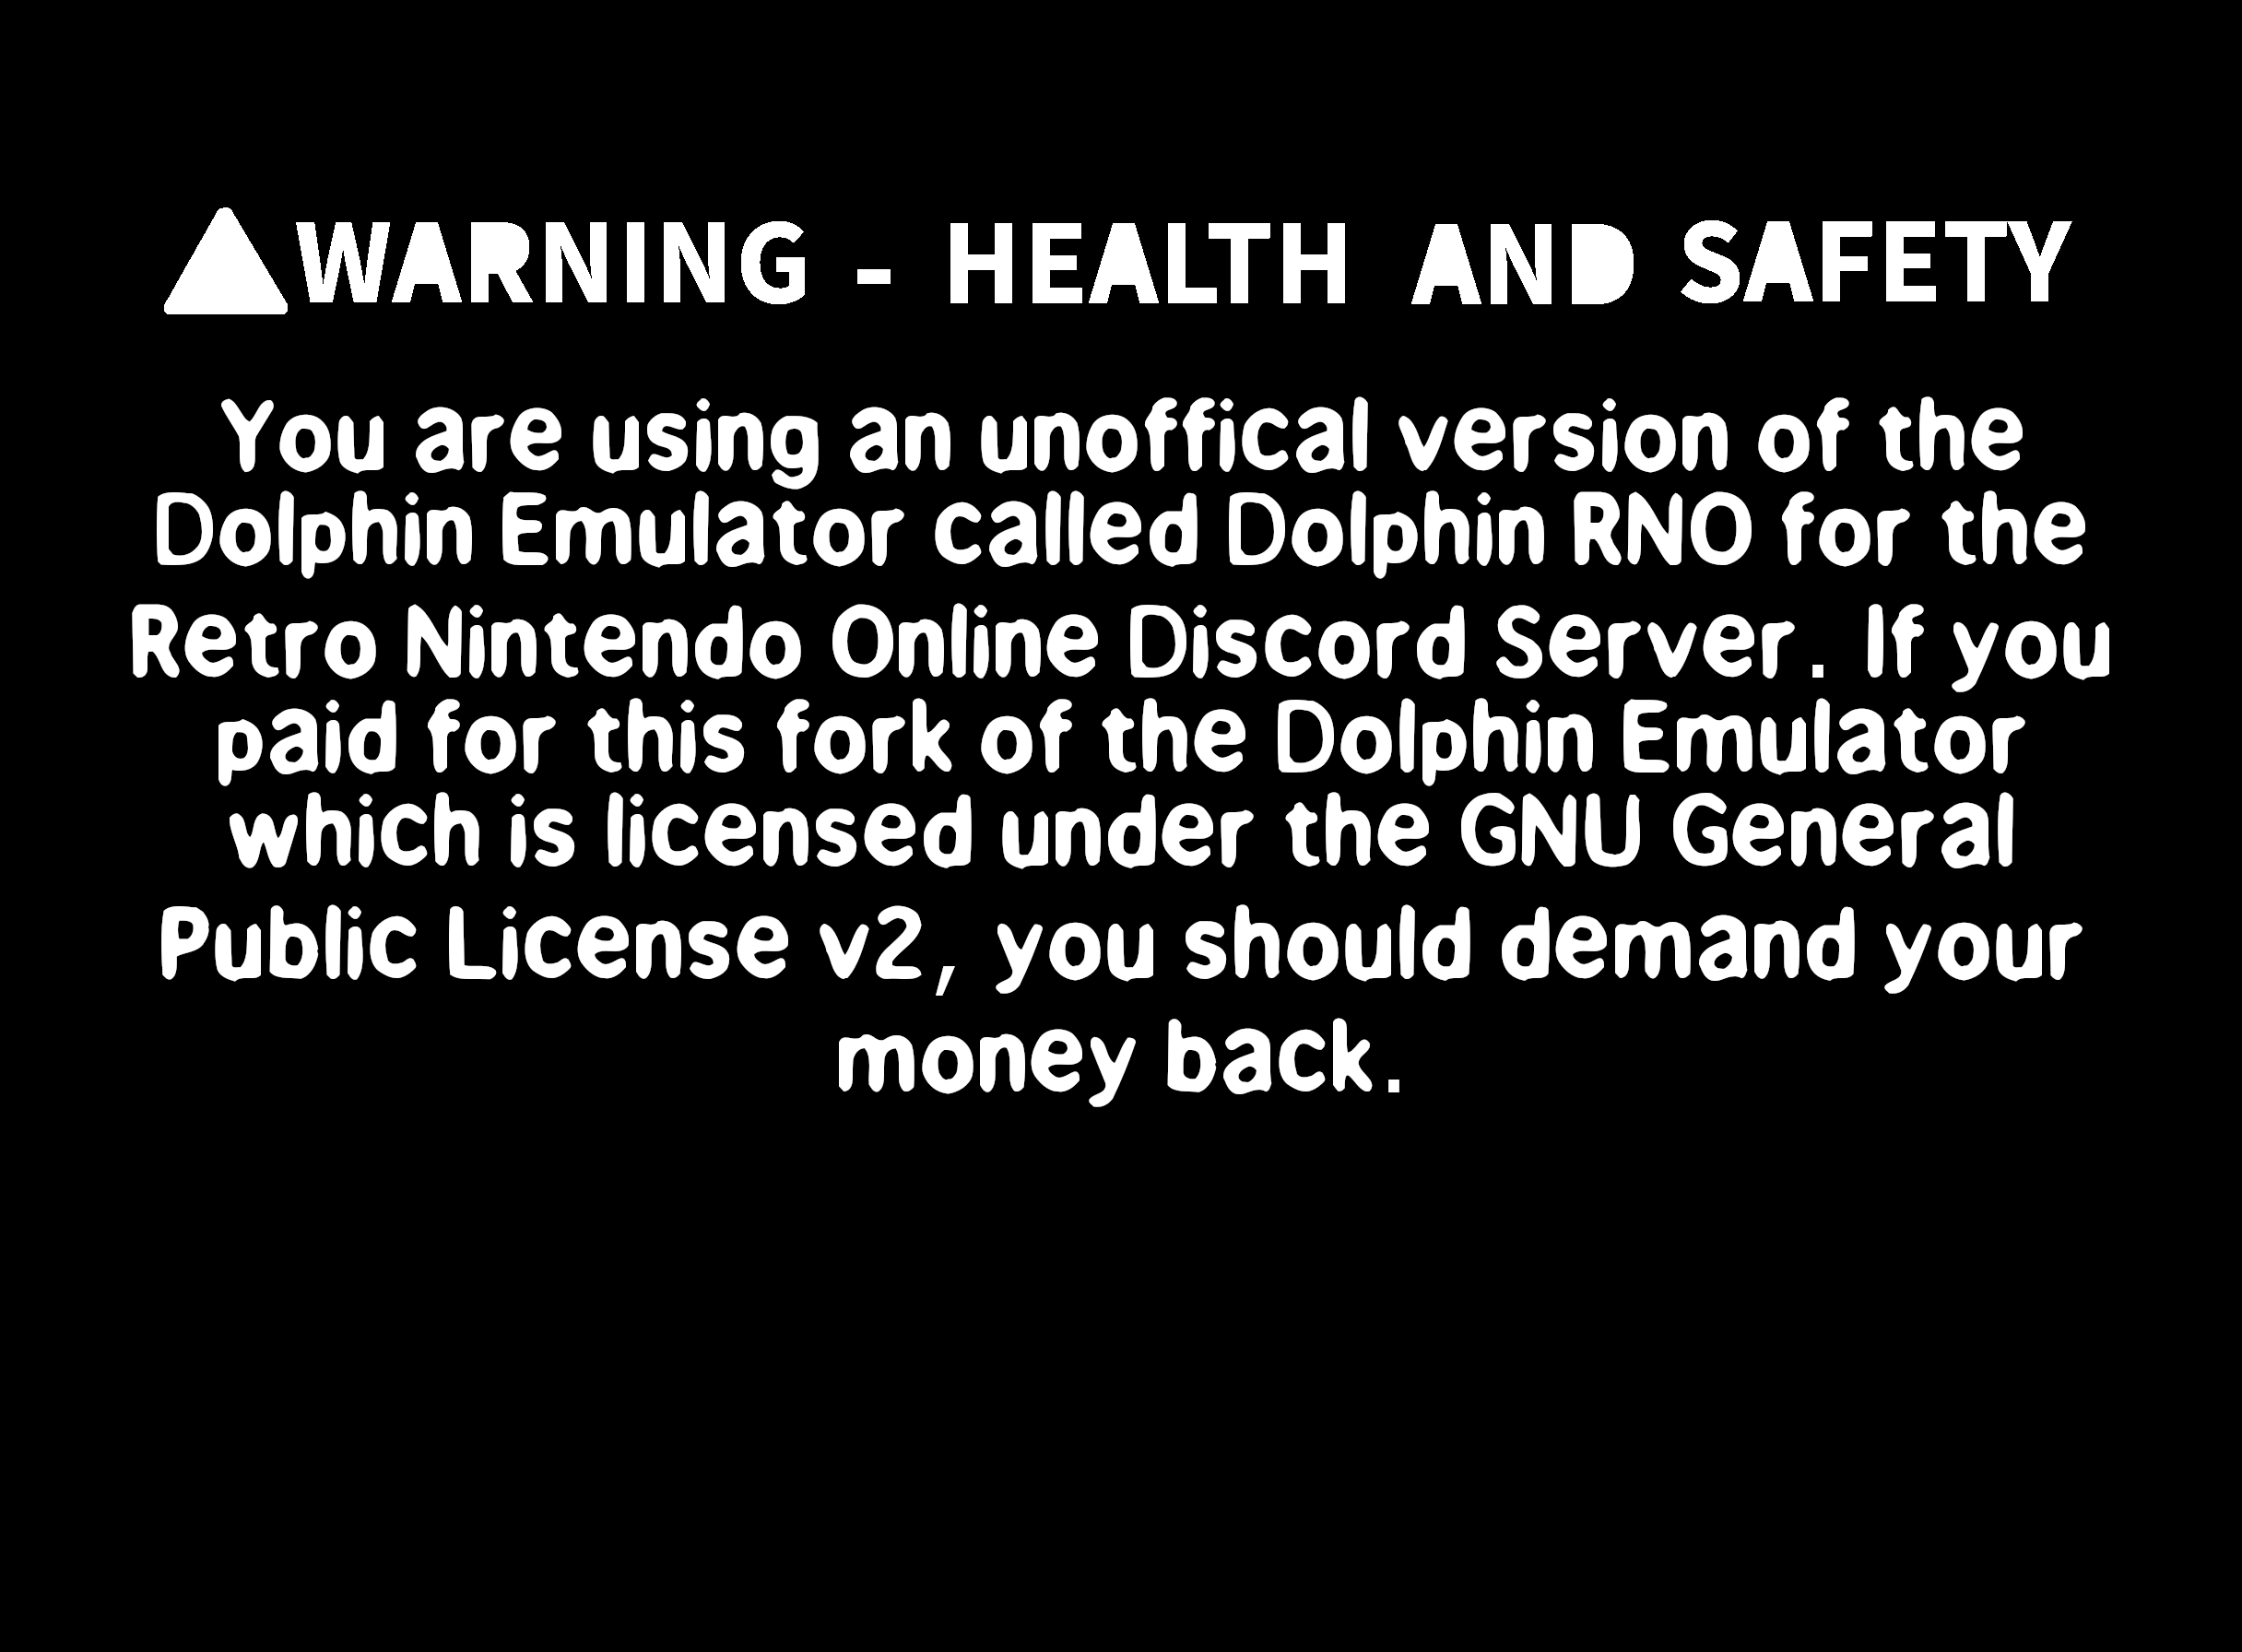 WARNING - HEALTH AND SAFETY
You are using an unoffical version of the
Dolphin Emulator called Dolphin RNO for the
Retro Nintendo Online Discord Server. If you
paid for this fork of the Dolphin Emulator
which is licensed under the GNU General
Public License v2, you should demand your
money back.